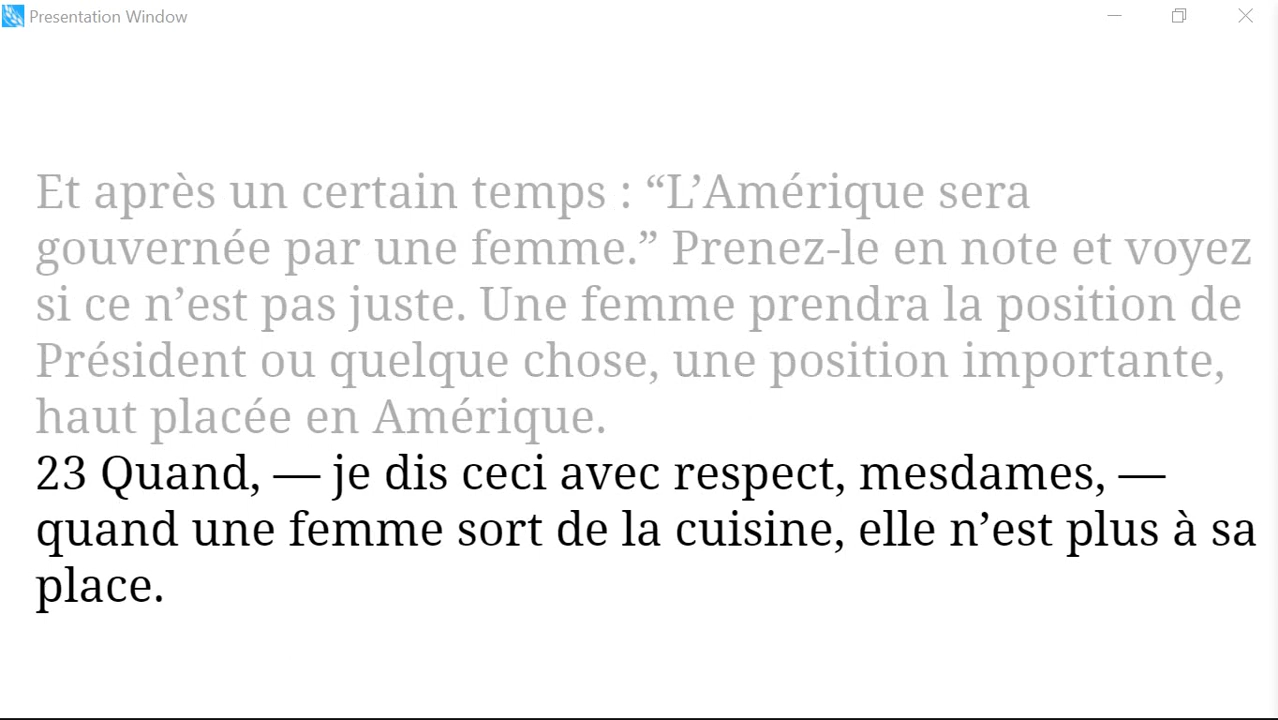 Presentation Window
Et après un certain temps : “L’Amérique sera
gouvernée par une femme.” Prenez-le en note et voyez
si ce n’est pas juste. Une femme prendra la position de
Président ou quelque chose, une position importante,
haut placée en Amérique.
23 Quand, — je dis ceci avec respect, mesdames, —
quand une femme sort de la cuisine, elle n’est plus à sa
place.